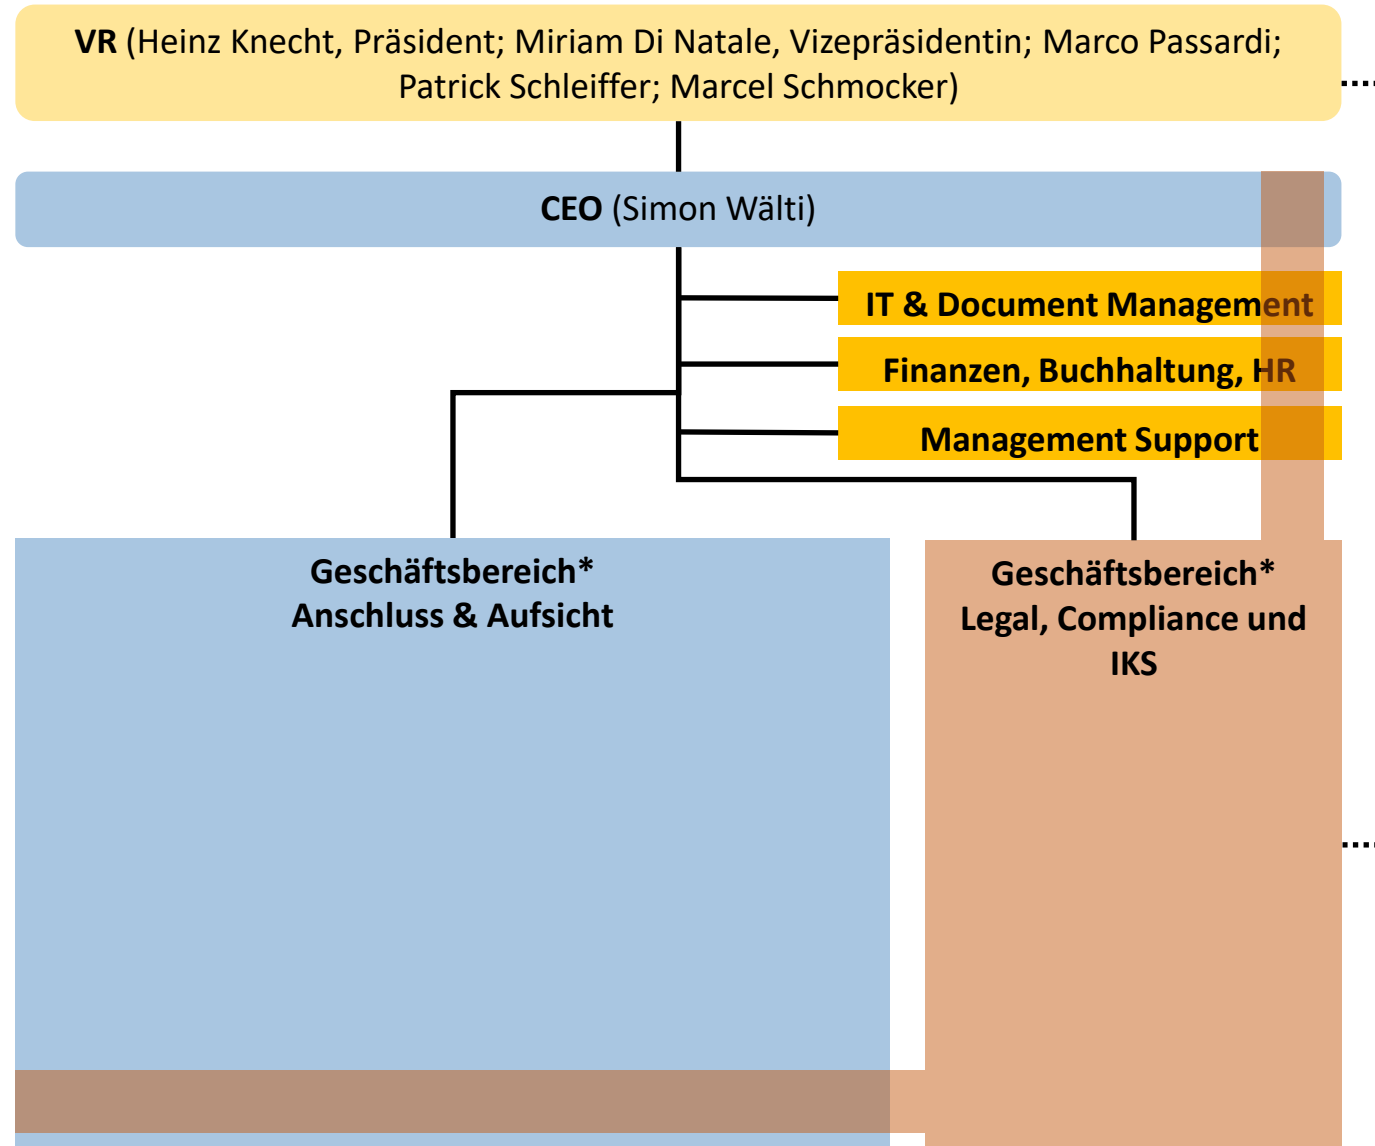 VR (Heinz Knecht, Präsident; Miriam Di Natale, Vizepräsidentin; Marco Passardi;
Patrick Schleiffer; Marcel Schmocker)
CEO (Simon Wälti)
IT & Document Management
Finanzen, Buchhaltung, HR
Management Support
Geschäftsbereich*
Anschluss & Aufsicht
Geschäftsbereich*
Legal, Compliance und
IKS